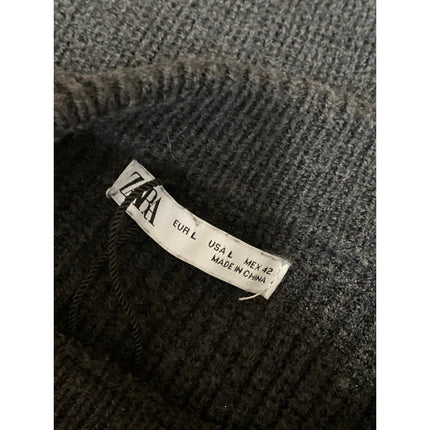 ZARA
EUR L USA L MEX 42
MADE IN CHINA